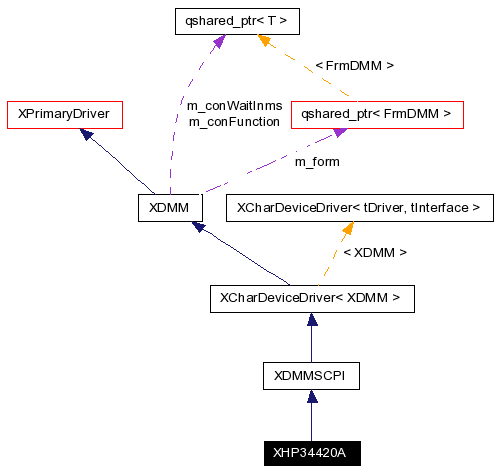 qshared_ptr< T >
< FrmDMM >
m_conWaitInms
m_conFunction
XPrimaryDriver
qshared_ptr< FrmDMM >
m_form
XDMM
XCharDeviceDriver< tDriver, tInterface >
< XDMM >
XCharDeviceDriver< XDMM >
XDMMSCPI
XHP34420A